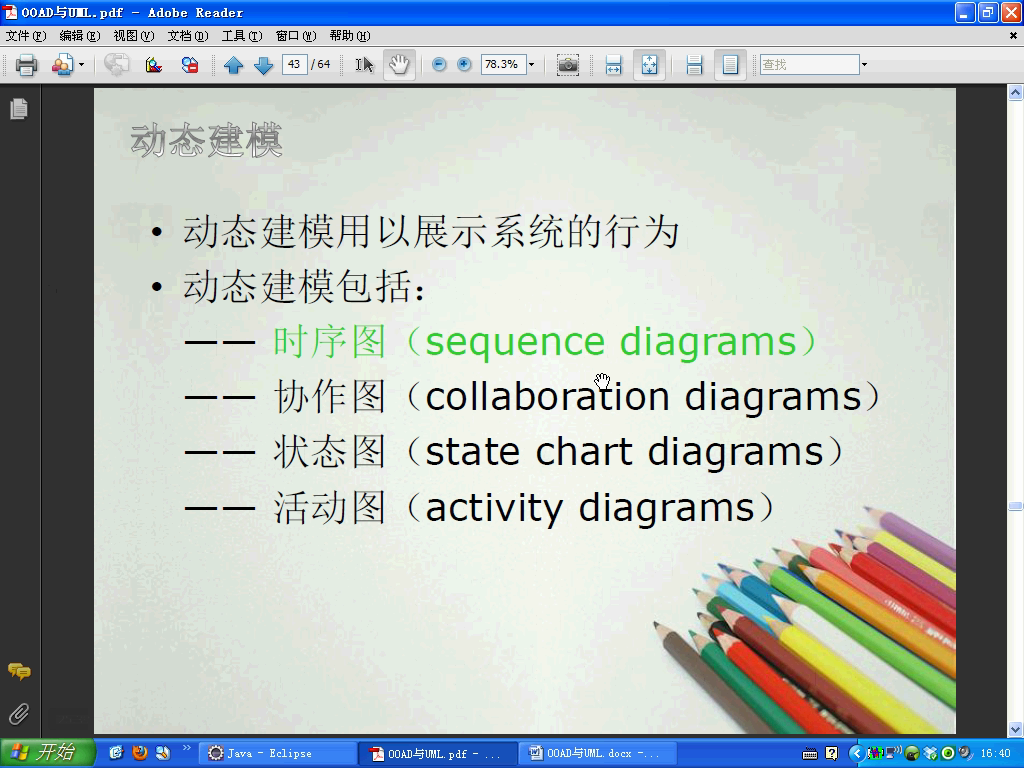 OOAD与UML.pdf - Adobe Reader
文件(F) 编辑(E) 视图(V) 文档(D) 工具(T) 窗口(W) 帮助(H)
43 / 64 78.3% 查找
动态建模
• 动态建模用以展示系统的行为
• 动态建模包括：
—— 时序图（sequence diagrams）
—— 协作图（collaboration diagrams）
—— 状态图（state chart diagrams）
—— 活动图（activity diagrams）
开始 Java - Eclipse OOAD与UML.pdf - ... OOAD与UML.docx -... 16:40